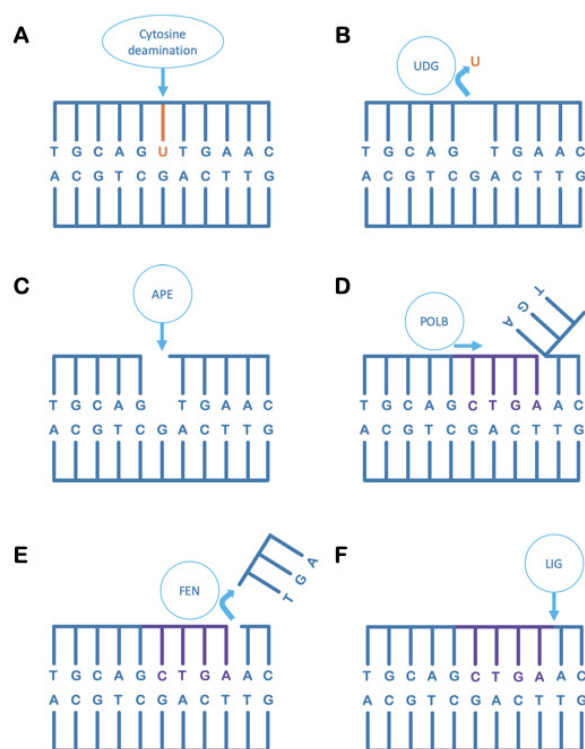 A
Cytosine
deamination
T G C A G U T G A A C
A C G T C G A C T T G
B
UDG
U
T G C A G T G A A C
A C G T C G A C T T G
C
APE
T G C A G T G A A C
A C G T C G A C T T G
D
POLB
T G A
T G C A G C T G A A C
A C G T C G A C T T G
E
FEN
T G A
T G C A G C T G A A C
A C G T C G A C T T G
F
LIG
T G C A G C T G A A C
A C G T C G A C T T G